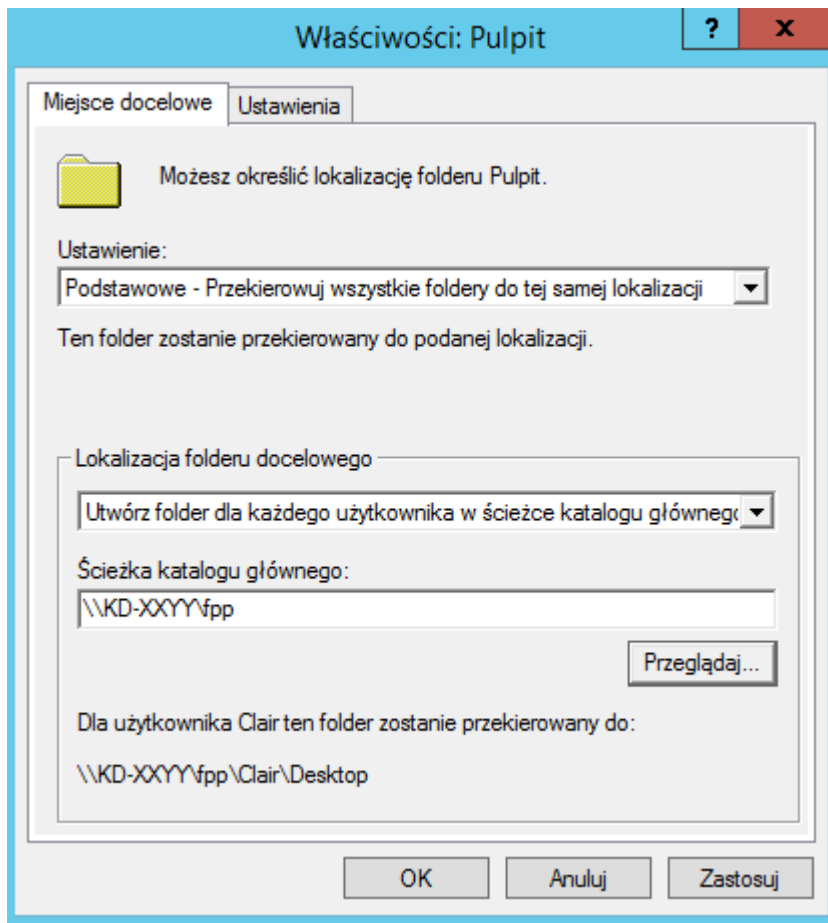 Właściwości: Pulpit
?
x
Miejsce docelowe
Ustawienia
Możesz określić lokalizację folderu Pulpit.
Ustawienie:
Podstawowe - Przekierowuj wszystkie foldery do tej samej lokalizacji
Ten folder zostanie przekierowany do podanej lokalizacji.
Lokalizacja folderu docelowego
Utwórz folder dla każdego użytkownika w ścieżce katalogu główneg
Ścieżka katalogu głównego:
\\KD-XXYY\fpp
Przeglądaj...
Dla użytkownika Clair ten folder zostanie przekierowany do:
\\KD-XXYY\fpp\Clair\Desktop
OK
Anuluj
Zastosuj